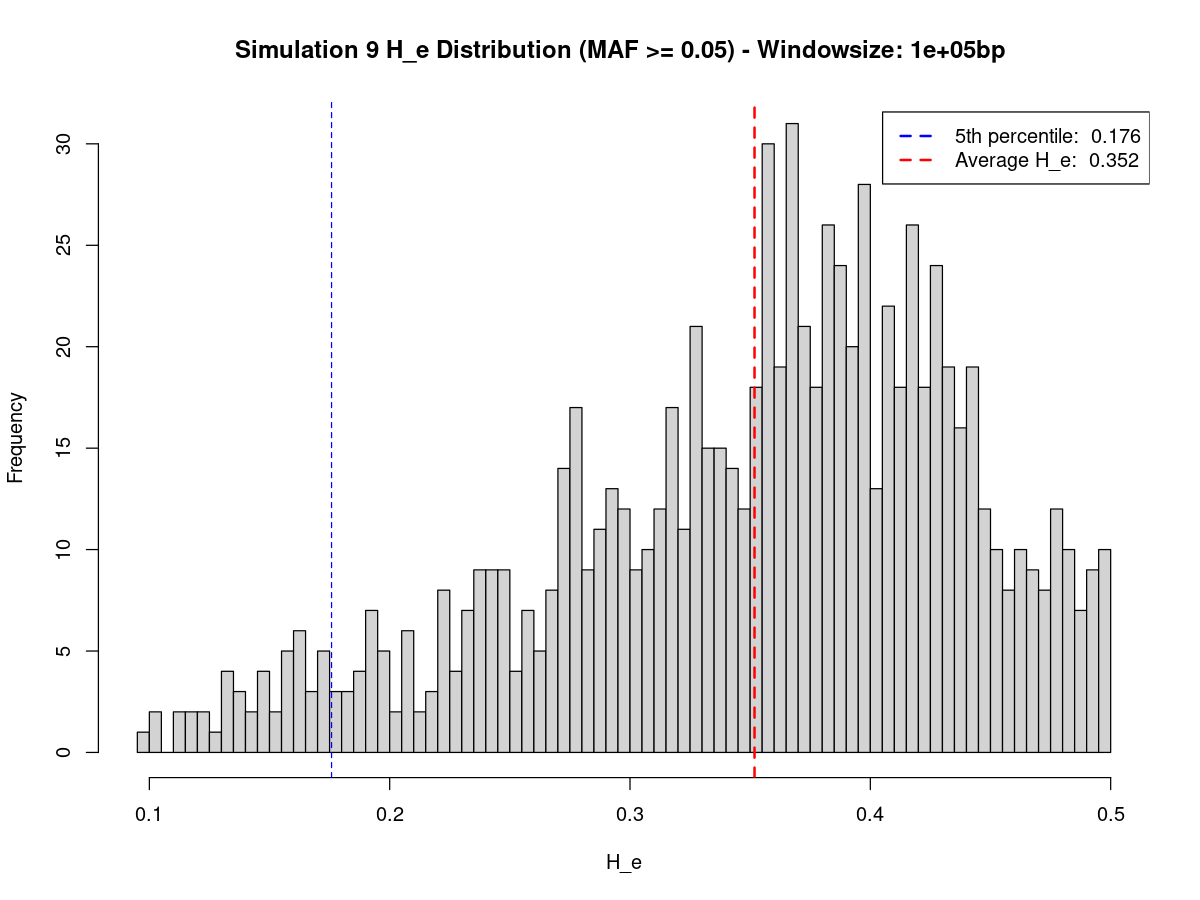 Simulation 9 H_e Distribution (MAF >= 0.05) - Windowsize: 1e+05bp
5th percentile: 0.176
Average H_e: 0.352
Frequency
30
25
20
15
10
5
0
0.1 0.2 0.3 0.4 0.5
H_e